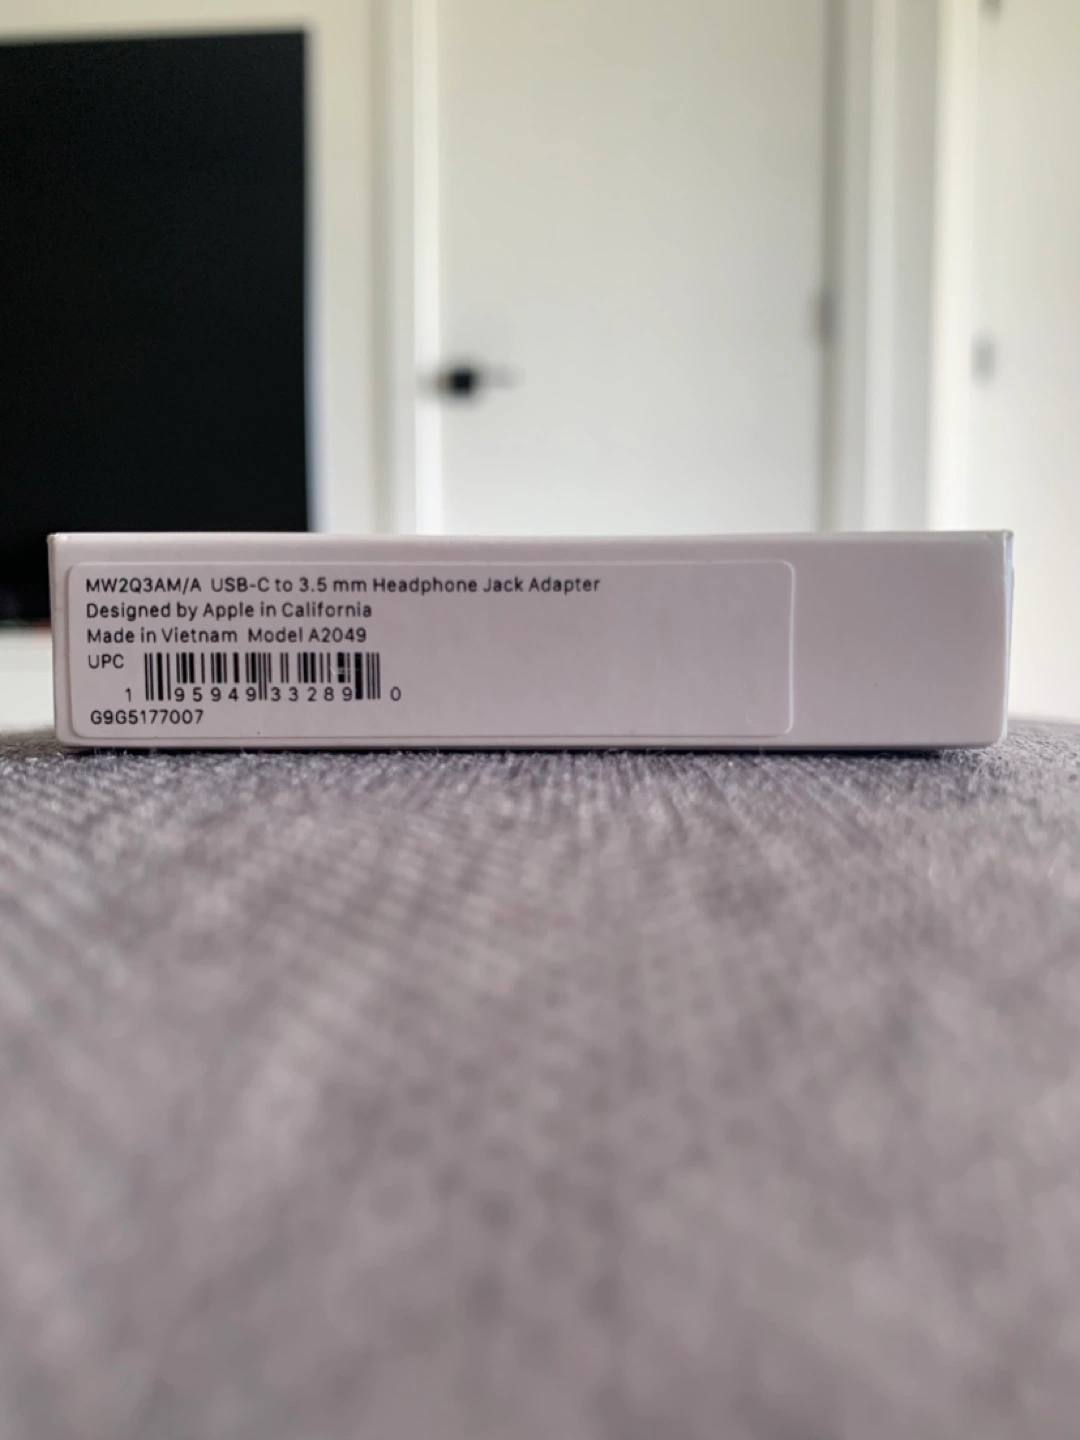 MW2Q3AM/A USB-C to 3.5 mm Headphone Jack Adapter
Designed by Apple in California
Made in Vietnam Model A2049
UPC
1 95949 33289 0
G9G5177007